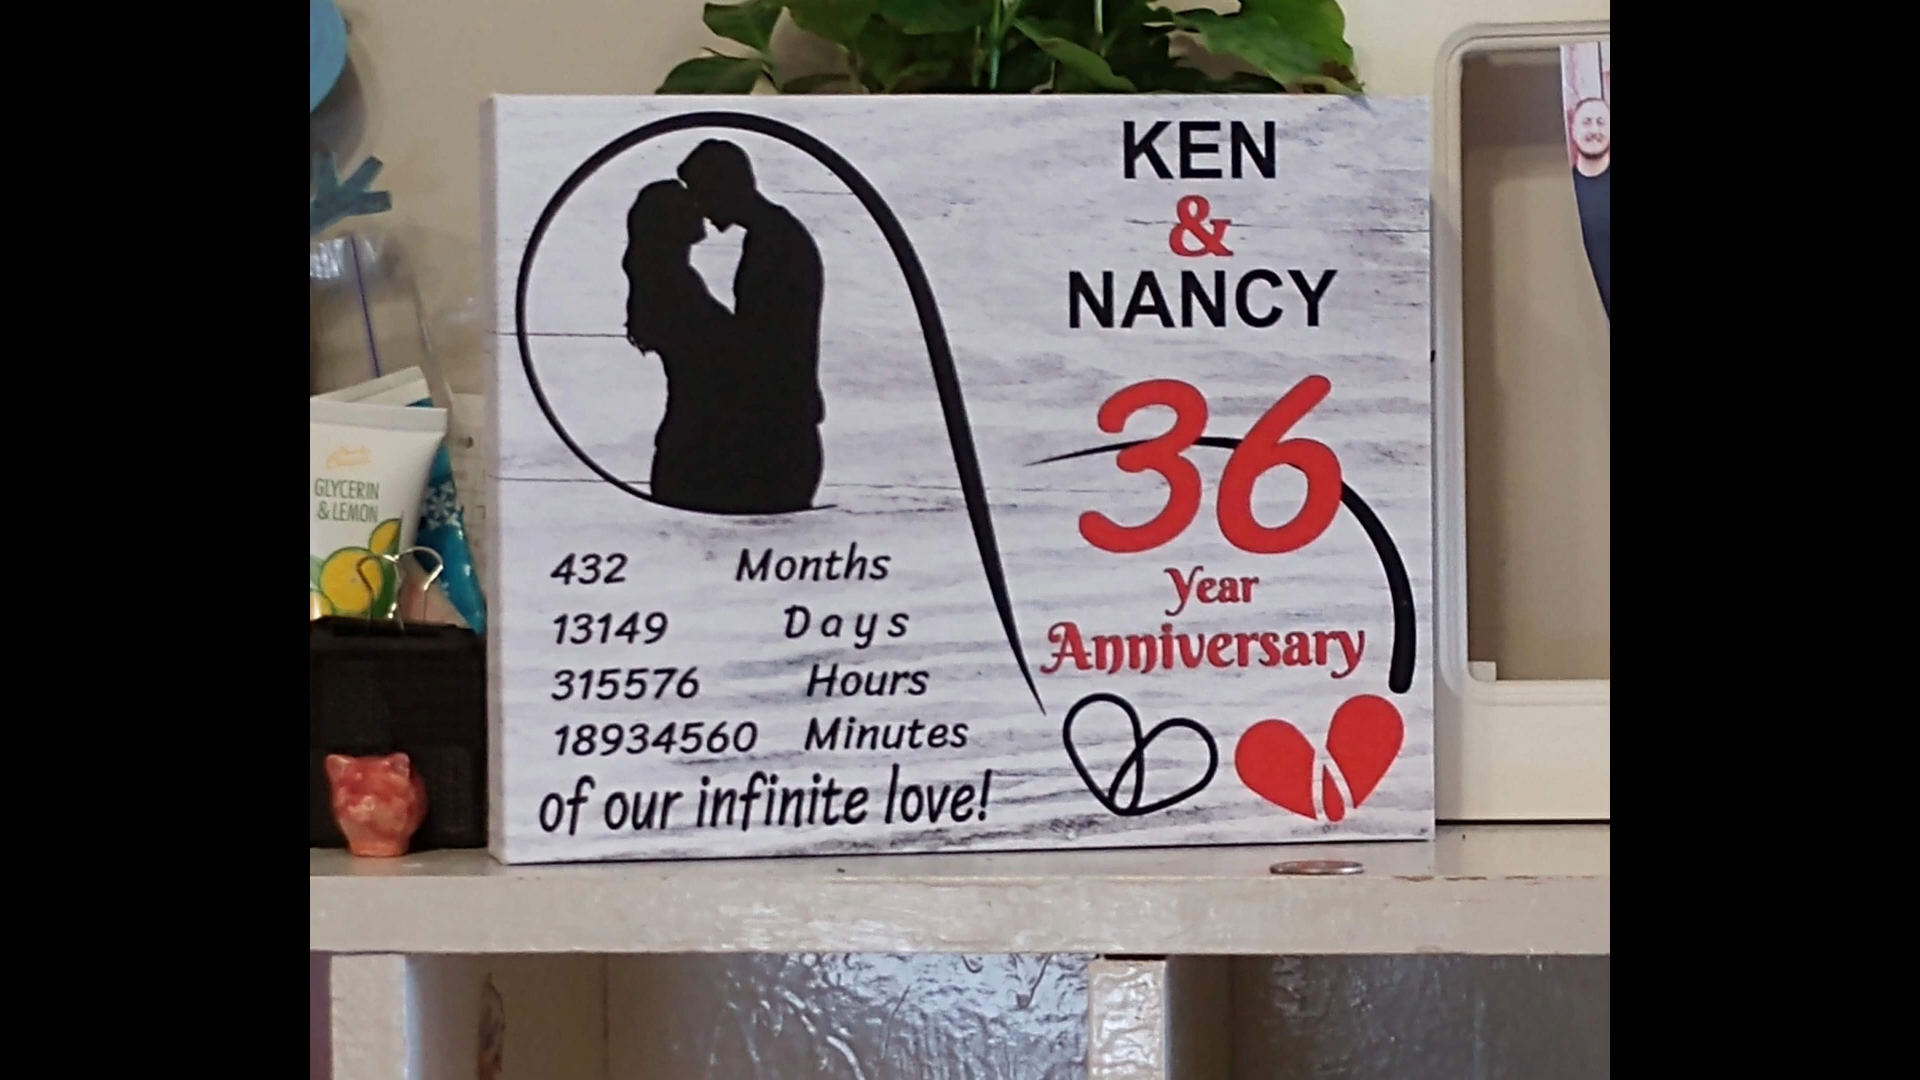 KEN
&
NANCY
36
Year
Anniversary
432 Months
13149 Days
315576 Hours
18934560 Minutes
of our infinite love!
GLYCERIN
& LEMON